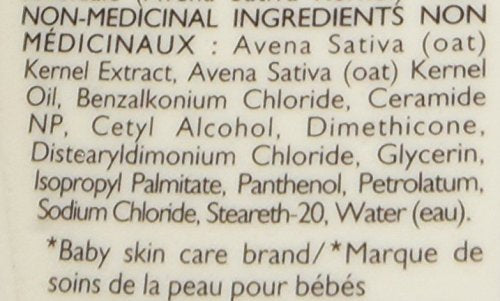 NON-MEDICINAL INGREDIENTS NON
MÉDICINAUX : Avena Sativa (oat)
Kernel Extract, Avena Sativa (oat) Kernel
Oil, Benzalkonium Chloride, Ceramide
NP, Cetyl Alcohol, Dimethicone,
Distearyldimonium Chloride, Glycerin,
Isopropyl Palmitate, Panthenol, Petrolatum,
Sodium Chloride, Steareth-20, Water (eau).
*Baby skin care brand/*Marque de
soins de la peau pour bébés